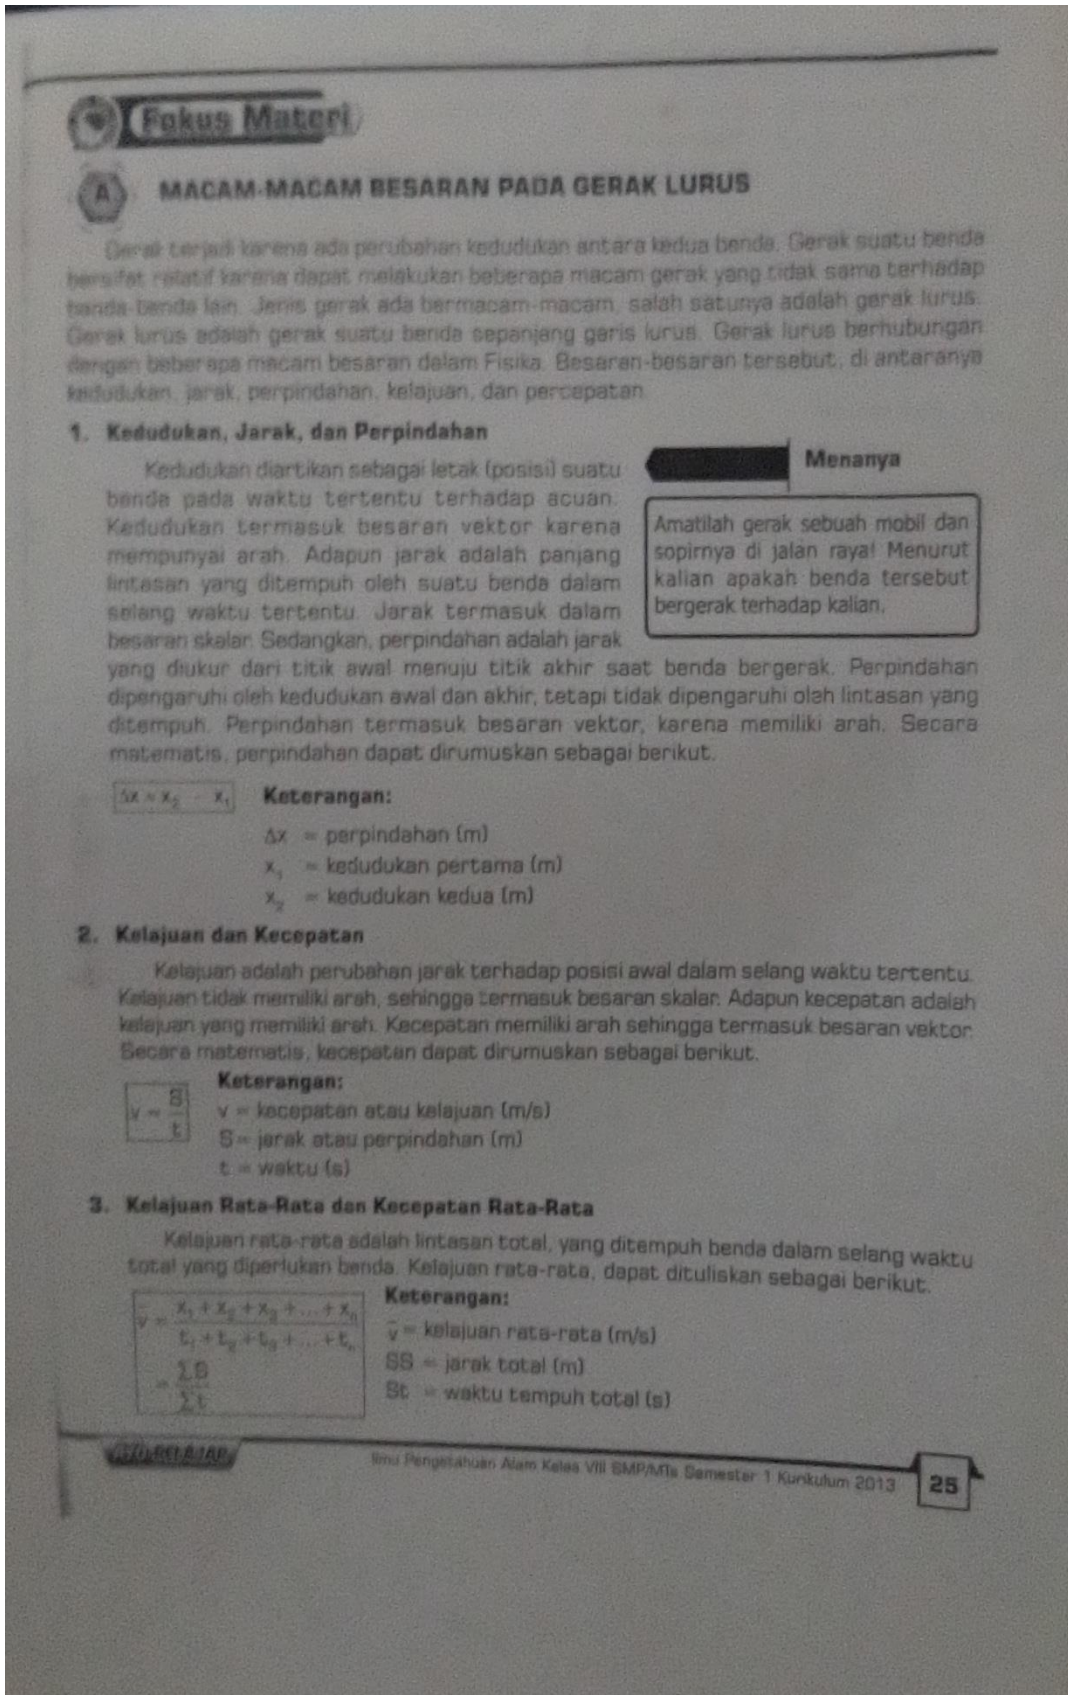 Fokus Materi
A MACAM-MACAM BESARAN PADA GERAK LURUS
Gerak terjadi karena ada perubahan kedudukan antara kedua benda. Gerak suatu benda
bersifat relatif karena dapat melakukan beberapa macam gerak yang tidak sama terhadap
benda-benda lain. Jenis gerak ada bermacam-macam, salah satunya adalah gerak lurus.
Gerak lurus adalah gerak suatu benda sepanjang garis lurus. Gerak lurus berhubungan
dengan beberapa macam besaran dalam Fisika. Besaran-besaran tersebut, di antaranya
kedudukan, jarak, perpindahan, kelajuan, dan percepatan.
1. Kedudukan, Jarak, dan Perpindahan
Kedudukan diartikan sebagai letak (posisi) suatu
benda pada waktu tertentu terhadap acuan.
Kedudukan termasuk besaran vektor karena
mempunyai arah. Adapun jarak adalah panjang
lintasan yang ditempuh oleh suatu benda dalam
selang waktu tertentu. Jarak termasuk dalam
besaran skalar. Sedangkan, perpindahan adalah jarak
Menanya
Amatilah gerak sebuah mobil dan
sopirnya di jalan raya! Menurut
kalian apakah benda tersebut
bergerak terhadap kalian.
yang diukur dari titik awal menuju titik akhir saat benda bergerak. Perpindahan
dipengaruhi oleh kedudukan awal dan akhir, tetapi tidak dipengaruhi oleh lintasan yang
ditempuh. Perpindahan termasuk besaran vektor, karena memiliki arah. Secara
matematis, perpindahan dapat dirumuskan sebagai berikut.
Δx = x₂ - x₁ Keterangan:
Δx = perpindahan (m)
x₁ = kedudukan pertama (m)
x₂ = kedudukan kedua (m)
2. Kelajuan dan Kecepatan
Kelajuan adalah perubahan jarak terhadap posisi awal dalam selang waktu tertentu.
Kelajuan tidak memiliki arah, sehingga termasuk besaran skalar. Adapun kecepatan adalah
kelajuan yang memiliki arah. Kecepatan memiliki arah sehingga termasuk besaran vektor.
Secara matematis, kecepatan dapat dirumuskan sebagai berikut.
v = S/t
Keterangan:
v = kecepatan atau kelajuan (m/s)
S = jarak atau perpindahan (m)
t = waktu (s)
3. Kelajuan Rata-Rata dan Kecepatan Rata-Rata
Kelajuan rata-rata adalah lintasan total, yang ditempuh benda dalam selang waktu
total yang diperlukan benda. Kelajuan rata-rata, dapat dituliskan sebagai berikut.
v̄ = (x₁ + x₂ + x₃ + ... + xₙ)/(t₁ + t₂ + t₃ + ... + tₙ)
= ΣS/Σt
Keterangan:
v̄ = kelajuan rata-rata (m/s)
SS = jarak total (m)
St = waktu tempuh total (s)
Ilmu Pengetahuan Alam Kelas VIII SMP/MTs Semester 1 Kurikulum 2013
25